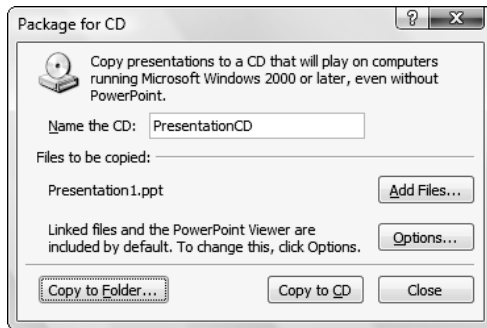 Package for CD
Copy presentations to a CD that will play on computers
running Microsoft Windows 2000 or later, even without
PowerPoint.
Name the CD: PresentationCD
Files to be copied:
Presentation1.ppt Add Files...
Linked files and the PowerPoint Viewer are
included by default. To change this, click Options. Options...
Copy to Folder... Copy to CD Close